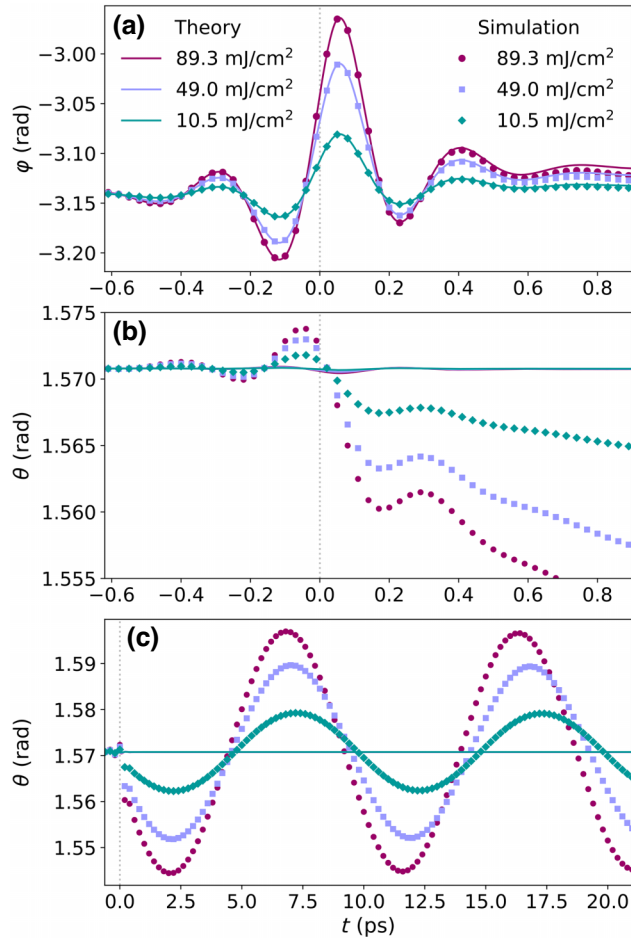 (a) Theory Simulation
89.3 mJ/cm² 89.3 mJ/cm²
49.0 mJ/cm² 49.0 mJ/cm²
10.5 mJ/cm² 10.5 mJ/cm²
φ (rad)
−3.00
−3.05
−3.10
−3.15
−3.20
−0.6 −0.4 −0.2 0.0 0.2 0.4 0.6 0.8
(b)
θ (rad)
1.575
1.570
1.565
1.560
1.555
−0.6 −0.4 −0.2 0.0 0.2 0.4 0.6 0.8
(c)
θ (rad)
1.59
1.58
1.57
1.56
1.55
0.0 2.5 5.0 7.5 10.0 12.5 15.0 17.5 20.0
t (ps)